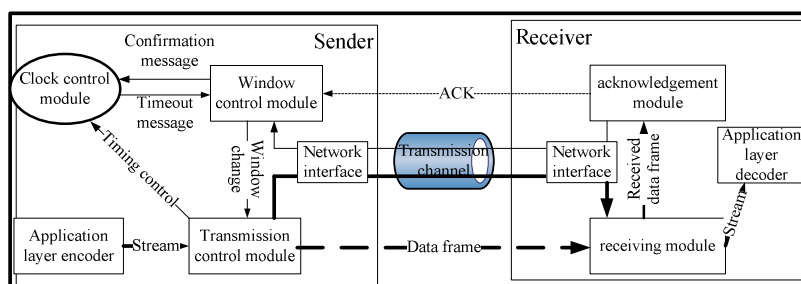 Sender
Receiver
Confirmation
message
Clock control
module
Timeout
message
Window
control module
ACK
acknowledgement
module
Timing control
Window
change
Network
interface
Transmission
channel
Network
interface
Received
data frame
Application
layer
decoder
Application
layer encoder
Stream
Transmission
control module
Data frame
receiving module
Stream